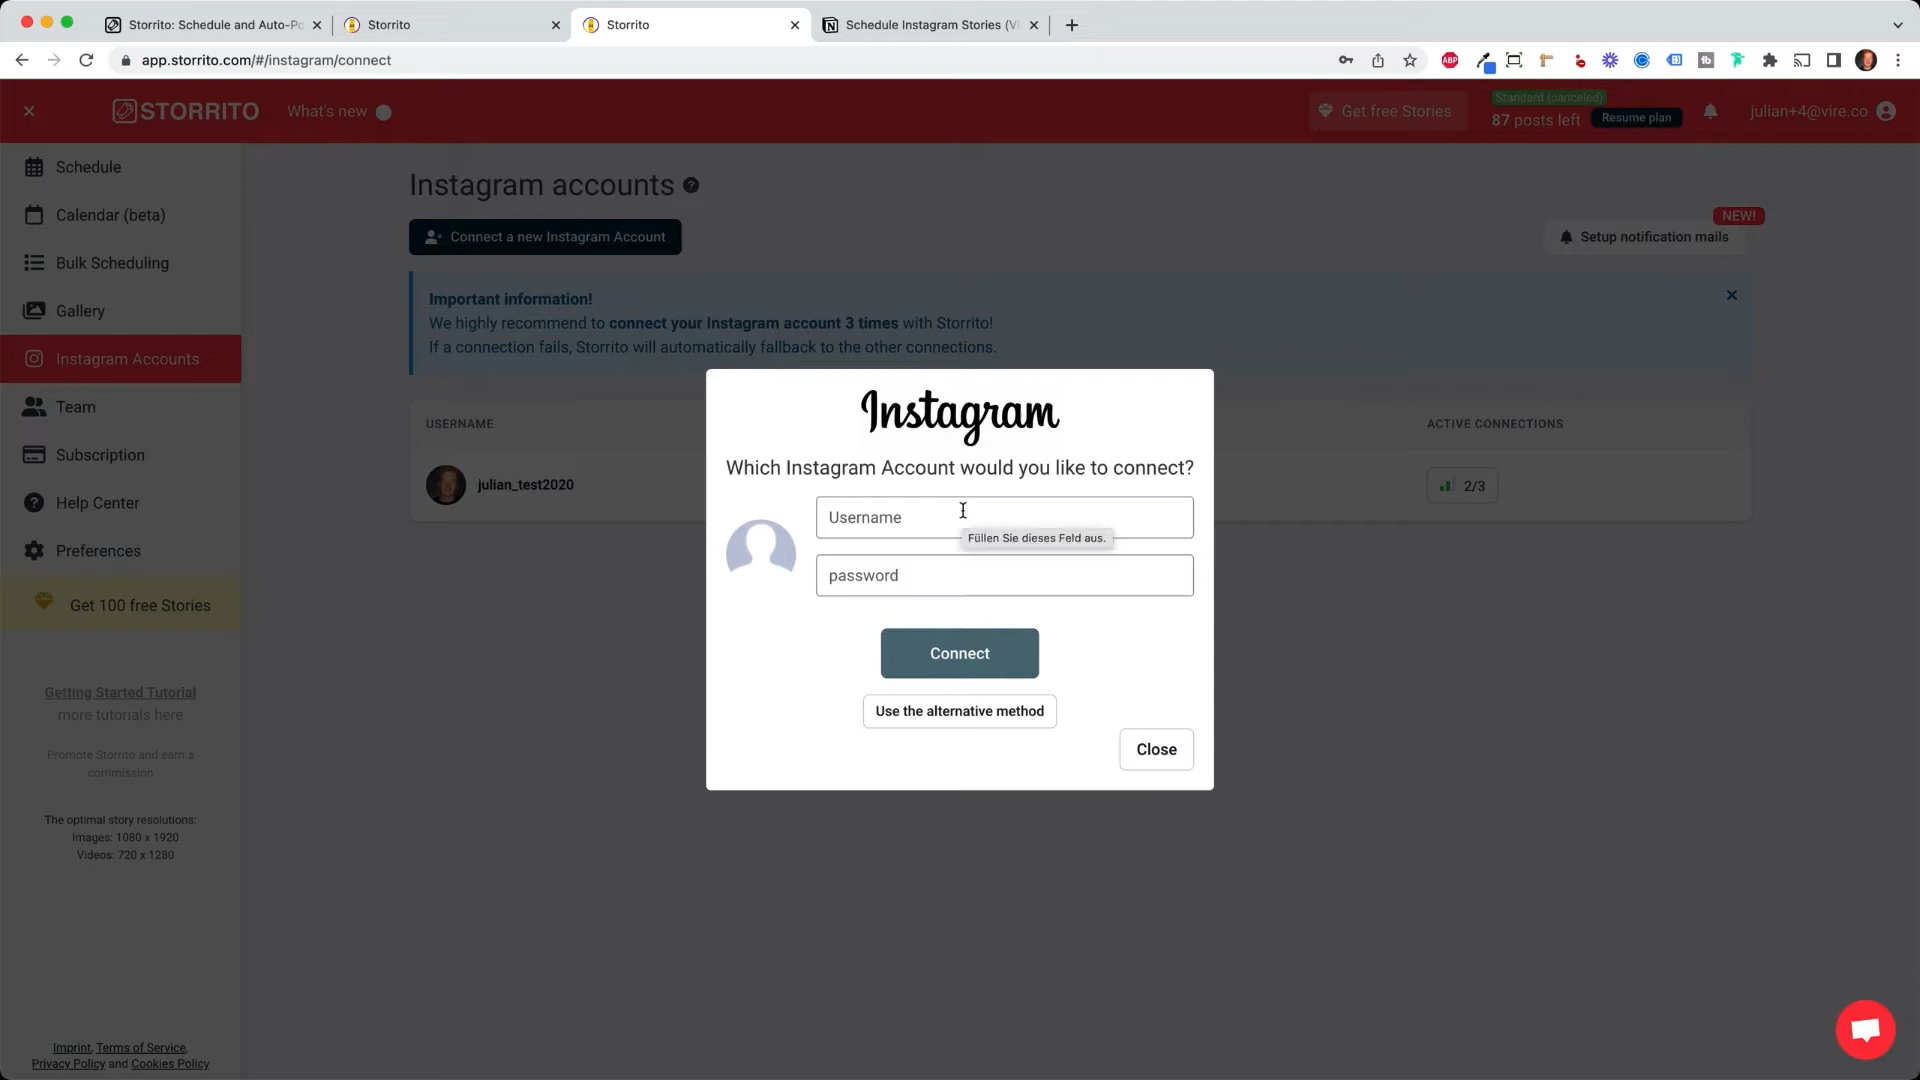 Storrito: Schedule and Auto-Po
Storrito
Storrito
Schedule Instagram Stories (Vi
app.storrito.com/#/instagram/connect
ABP
STORRITO
What's new
Get free Stories
Standard (canceled)
87 posts left
Resume plan
julian+4@vire.co
Schedule
Calendar (beta)
Bulk Scheduling
Gallery
Instagram Accounts
Team
Subscription
Help Center
Preferences
Get 100 free Stories
Getting Started Tutorial
more tutorials here
Promote Storrito and earn a
commission
The optimal story resolutions:
Images: 1080 x 1920
Videos: 720 x 1280
Imprint, Terms of Service,
Privacy Policy and Cookies Policy
Instagram accounts
Connect a new Instagram Account
NEW!
Setup notification mails
Important information!
We highly recommend to connect your Instagram account 3 times with Storrito!
If a connection fails, Storrito will automatically fallback to the other connections.
USERNAME
ACTIVE CONNECTIONS
julian_test2020
2/3
Instagram
Which Instagram Account would you like to connect?
Username
Füllen Sie dieses Feld aus.
password
Connect
Use the alternative method
Close